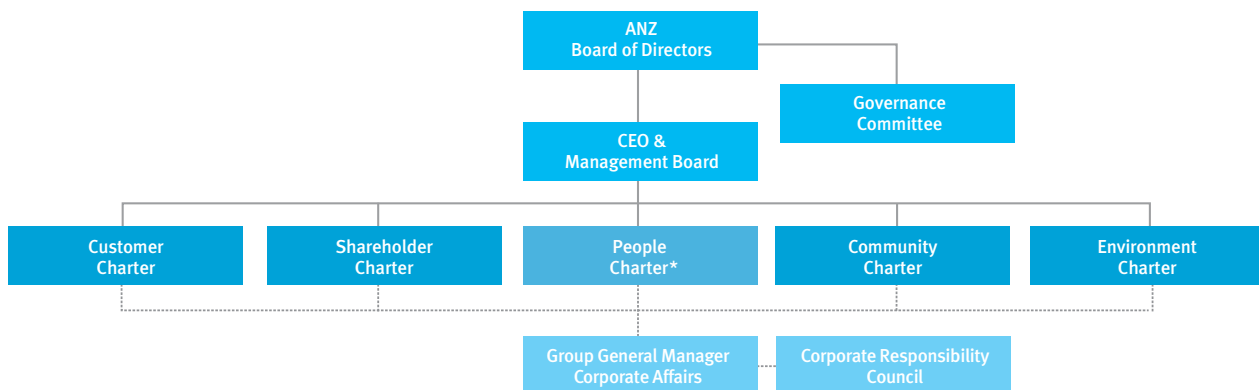 ANZ
Board of Directors
Governance
Committee
CEO &
Management Board
Customer
Charter
Shareholder
Charter
People
Charter*
Community
Charter
Environment
Charter
Group General Manager
Corporate Affairs
Corporate Responsibility
Council